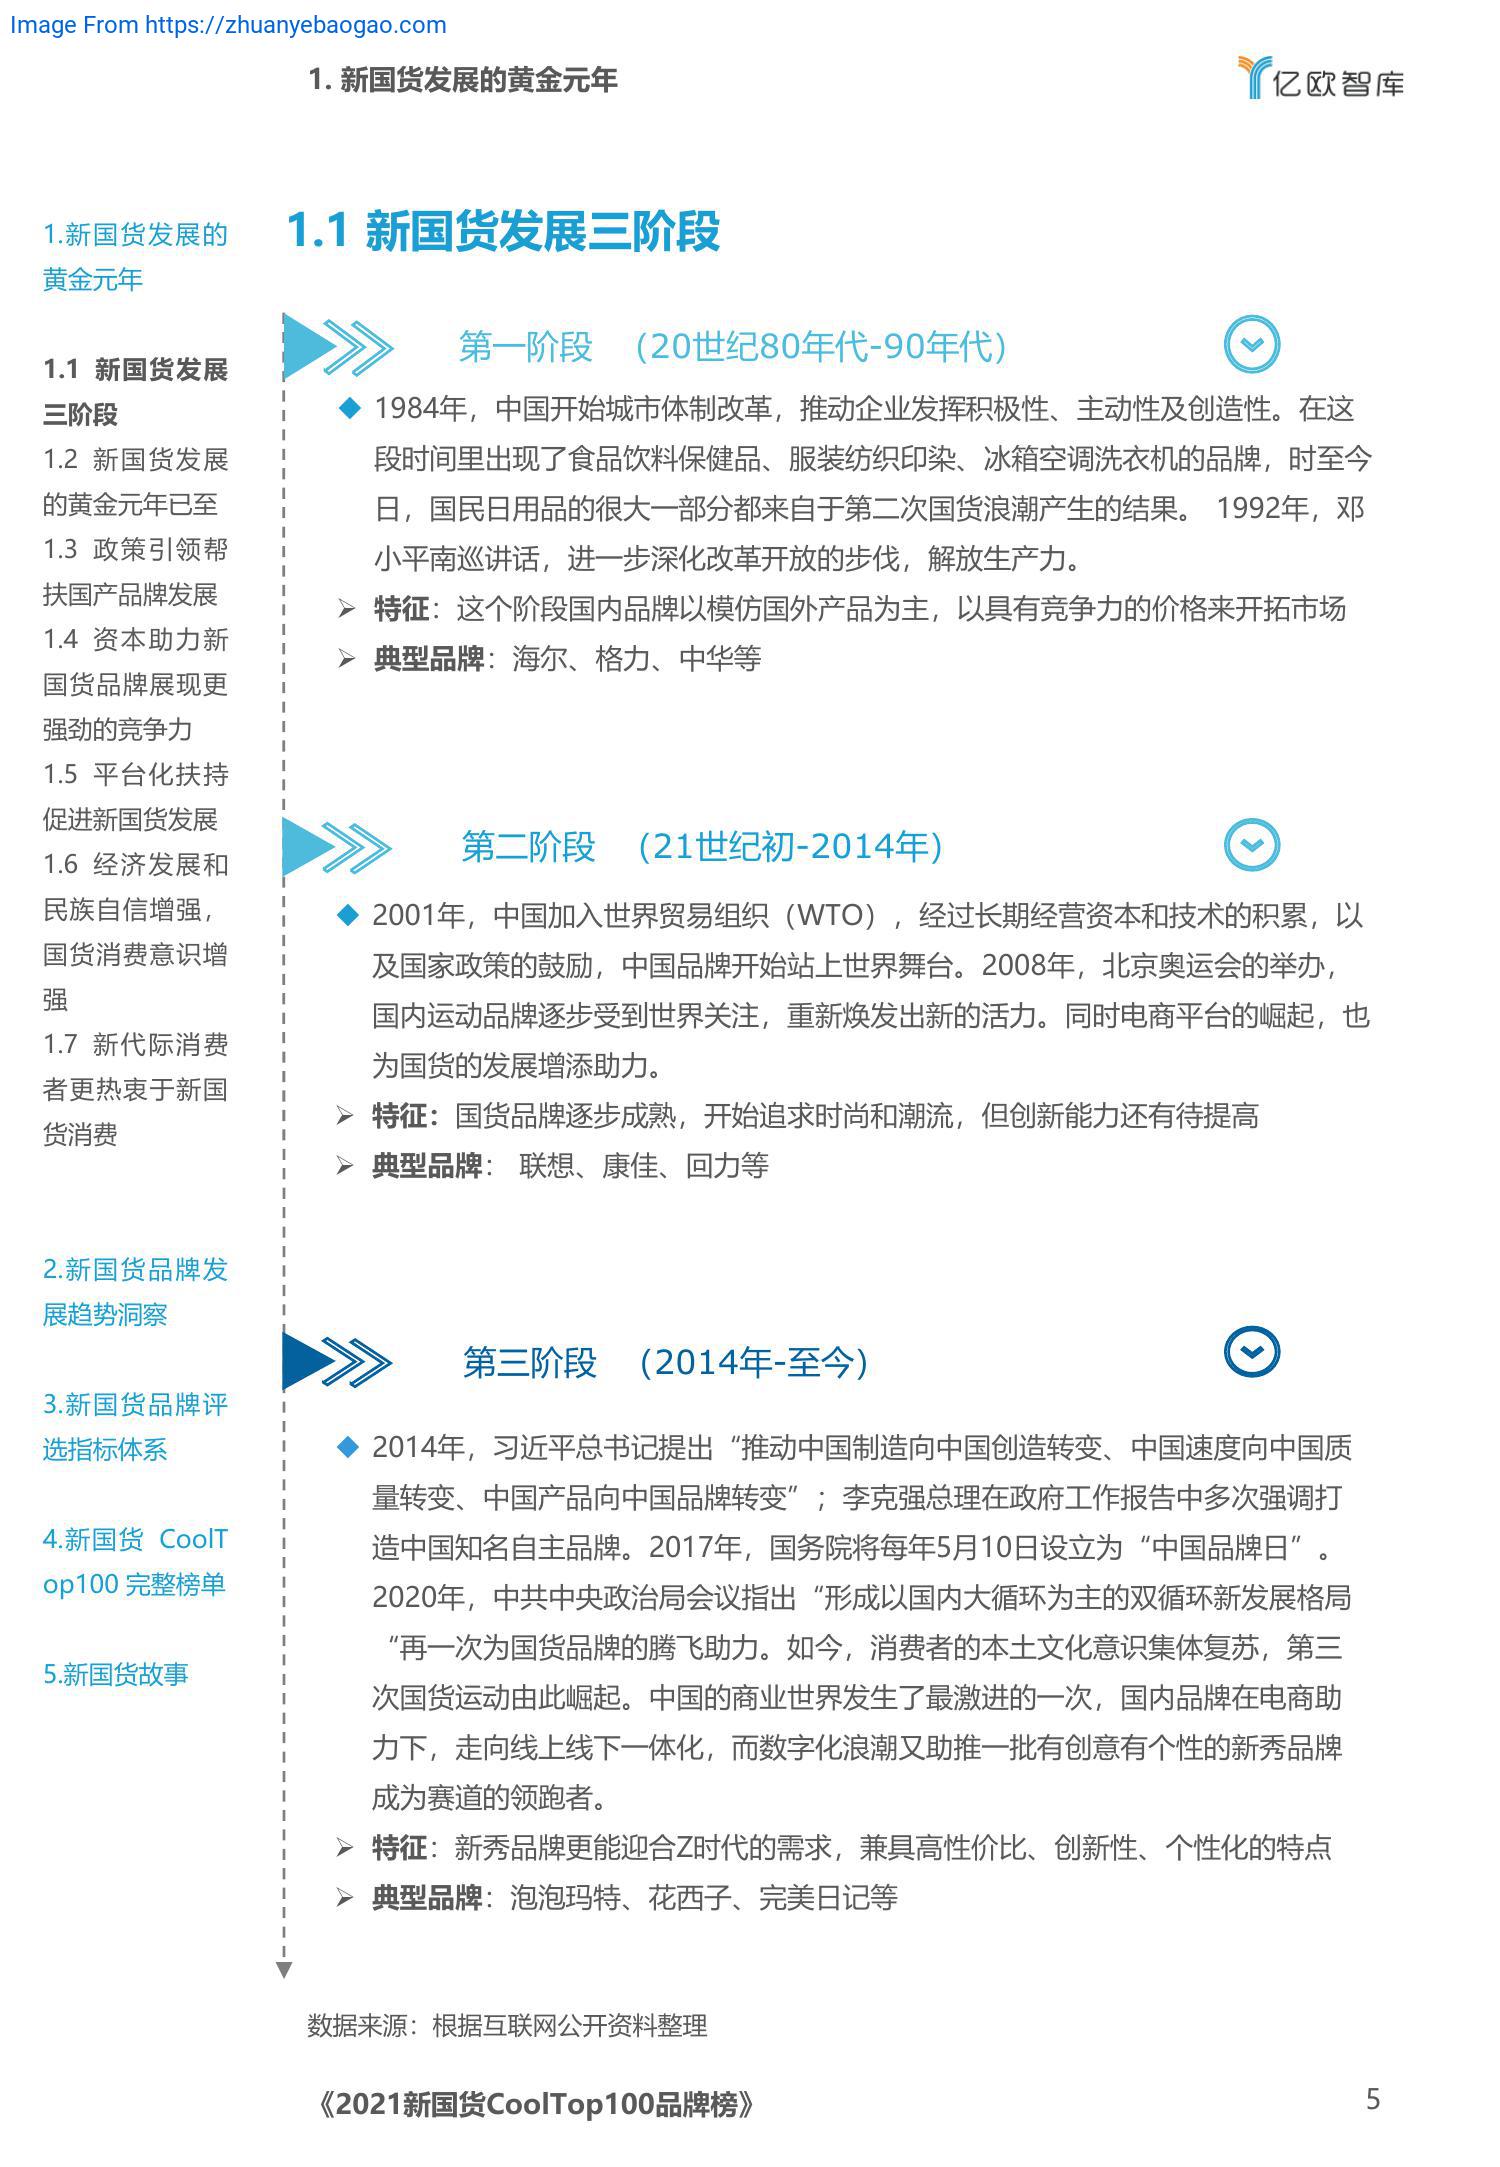 Image From https://zhuanyebaogao.com
1. 新国货发展的黄金元年
亿欧智库
1.新国货发展的
黄金元年
1.1 新国货发展
三阶段
1.2 新国货发展
的黄金元年已至
1.3 政策引领帮
扶国产品牌发展
1.4 资本助力新
国货品牌展现更
强劲的竞争力
1.5 平台化扶持
促进新国货发展
1.6 经济发展和
民族自信增强，
国货消费意识增
强
1.7 新代际消费
者更热衷于新国
货消费
2.新国货品牌发
展趋势洞察
3.新国货品牌评
选指标体系
4.新国货 CoolT
op100 完整榜单
5.新国货故事
1.1 新国货发展三阶段
第一阶段 （20世纪80年代-90年代）
1984年，中国开始城市体制改革，推动企业发挥积极性、主动性及创造性。在这
段时间里出现了食品饮料保健品、服装纺织印染、冰箱空调洗衣机的品牌，时至今
日，国民日用品的很大一部分都来自于第二次国货浪潮产生的结果。 1992年，邓
小平南巡讲话，进一步深化改革开放的步伐，解放生产力。
特征：这个阶段国内品牌以模仿国外产品为主，以具有竞争力的价格来开拓市场
典型品牌：海尔、格力、中华等
第二阶段 （21世纪初-2014年）
2001年，中国加入世界贸易组织（WTO），经过长期经营资本和技术的积累，以
及国家政策的鼓励，中国品牌开始站上世界舞台。2008年，北京奥运会的举办，
国内运动品牌逐步受到世界关注，重新焕发出新的活力。同时电商平台的崛起，也
为国货的发展增添助力。
特征：国货品牌逐步成熟，开始追求时尚和潮流，但创新能力还有待提高
典型品牌： 联想、康佳、回力等
第三阶段 （2014年-至今）
2014年，习近平总书记提出“推动中国制造向中国创造转变、中国速度向中国质
量转变、中国产品向中国品牌转变”；李克强总理在政府工作报告中多次强调打
造中国知名自主品牌。2017年，国务院将每年5月10日设立为“中国品牌日”。
2020年，中共中央政治局会议指出“形成以国内大循环为主的双循环新发展格局
“再一次为国货品牌的腾飞助力。如今，消费者的本土文化意识集体复苏，第三
次国货运动由此崛起。中国的商业世界发生了最激进的一次，国内品牌在电商助
力下，走向线上线下一体化，而数字化浪潮又助推一批有创意有个性的新秀品牌
成为赛道的领跑者。
特征：新秀品牌更能迎合Z时代的需求，兼具高性价比、创新性、个性化的特点
典型品牌：泡泡玛特、花西子、完美日记等
数据来源：根据互联网公开资料整理
《2021新国货CoolTop100品牌榜》
5